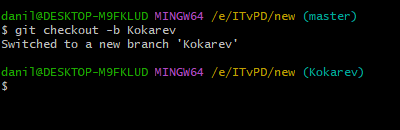 danil@DESKTOP-M9FKLUD MINGW64 /e/ITvPD/new (master)
$ git checkout -b Kokarev
Switched to a new branch 'Kokarev'
danil@DESKTOP-M9FKLUD MINGW64 /e/ITvPD/new (Kokarev)
$